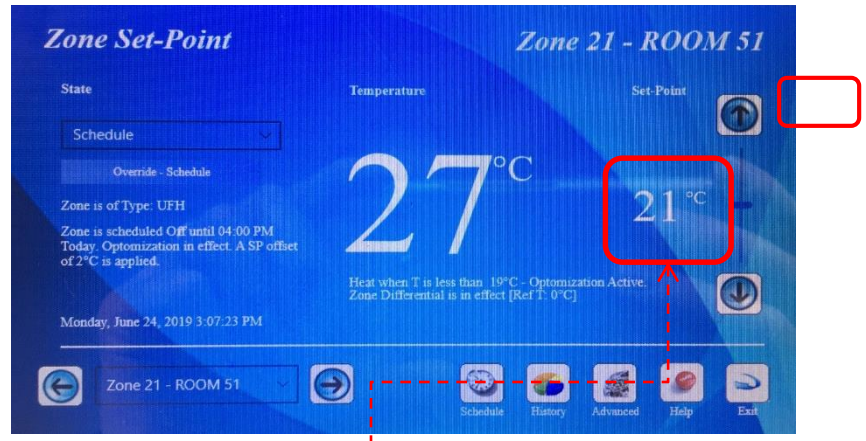 Zone Set-Point
Zone 21 - ROOM 51
State
Temperature
Set-Point
Schedule
Override - Schedule
27°C
21 °C
Zone is of Type: UFH
Zone is scheduled Off until 04:00 PM
Today. Optomization in effect. A SP offset
of 2°C is applied.
Heat when T is less than 19°C - Optomization Active.
Zone Differential is in effect [Ref T: 0°C]
Monday, June 24, 2019 3:07:23 PM
Zone 21 - ROOM 51
Schedule
History
Advanced
Help
Exit